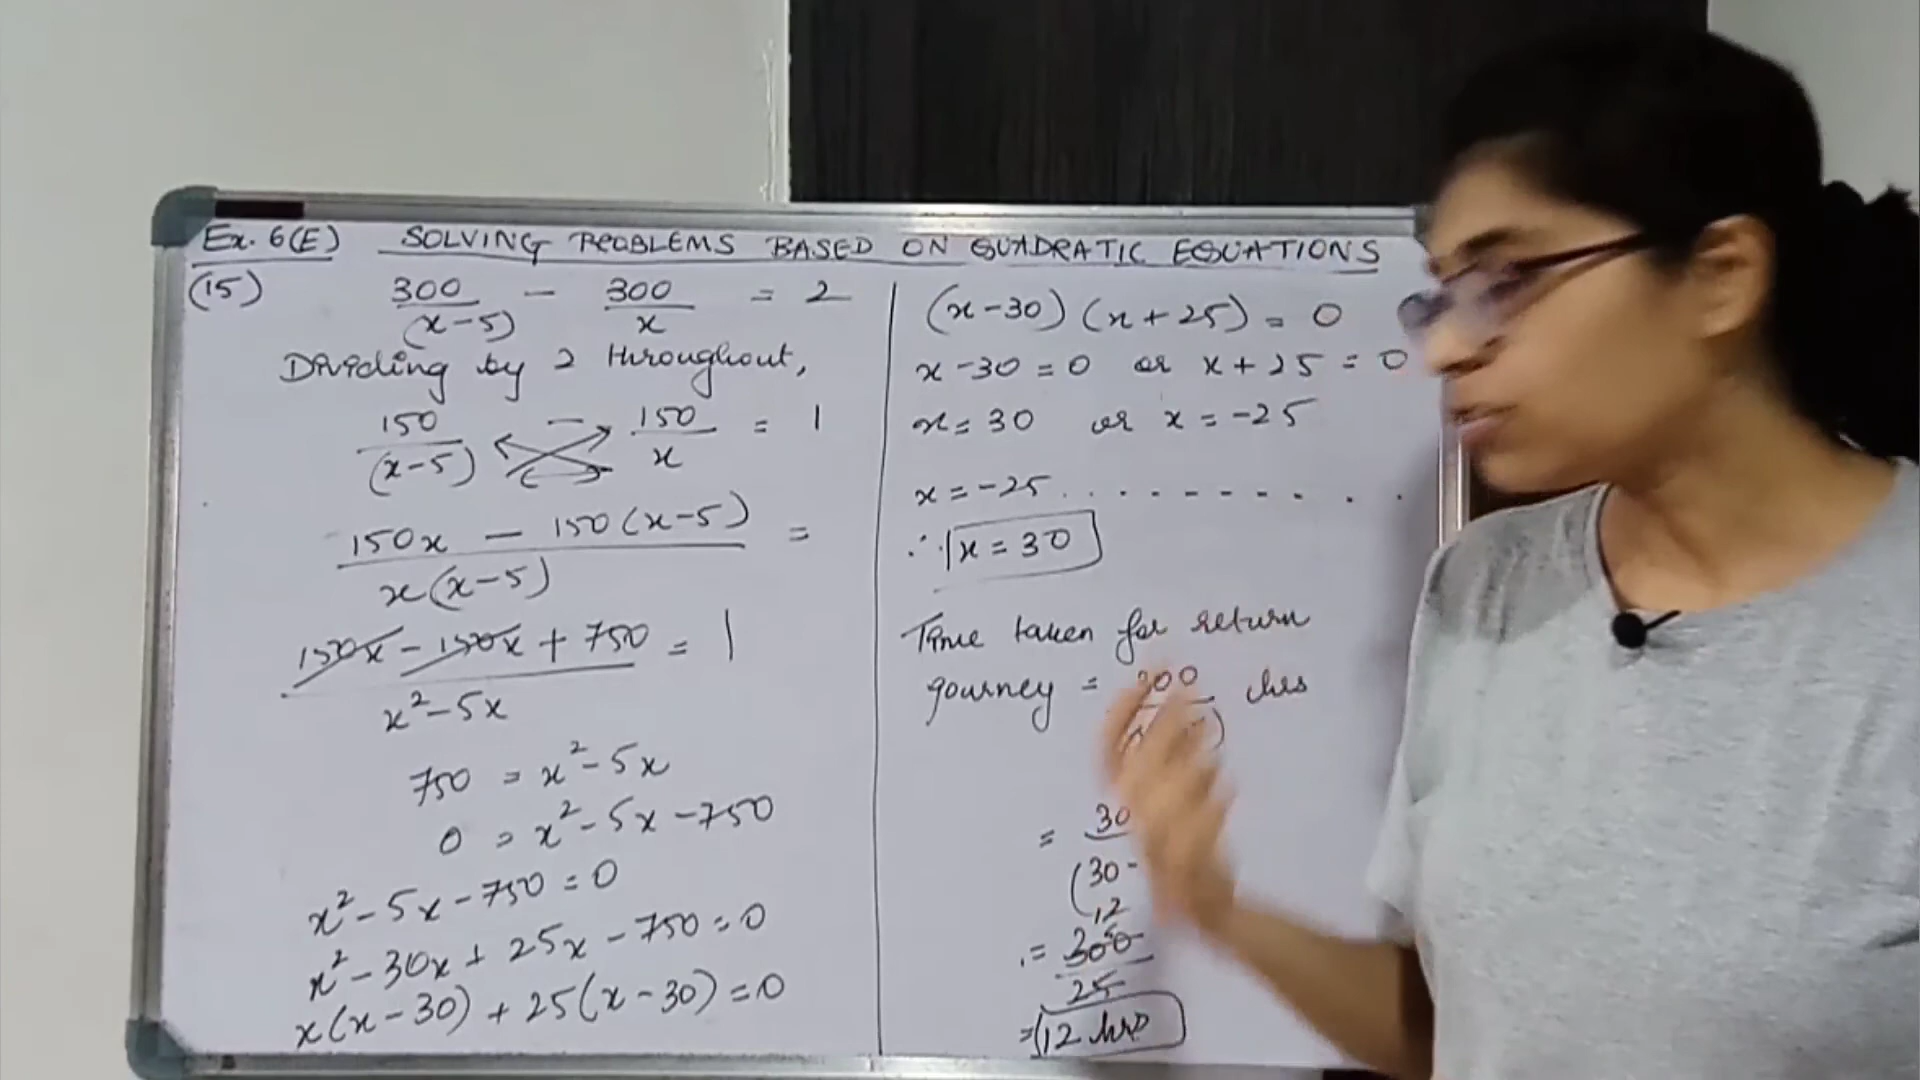 Ex. 6(E) SOLVING PROBLEMS BASED ON QUADRATIC EQUATIONS
(15) 300/(x-5) - 300/x = 2
Dividing by 2 throughout,
150/(x-5) - 150/x = 1
150x - 150(x-5) / x(x-5) =
150x - 150x + 750 / x² - 5x = 1
750 = x² - 5x
0 = x² - 5x - 750
x² - 5x - 750 = 0
x² - 30x + 25x - 750 = 0
x(x-30) + 25(x-30) = 0
(x-30) (x+25) = 0
x-30 = 0 or x+25 = 0
x = 30 or x = -25
x = -25 . . . . - - - - . . .
∴ x = 30
Time taken for return
journey = 300 hrs
= 30
(30-
12
= 300
25
= 12 hrs